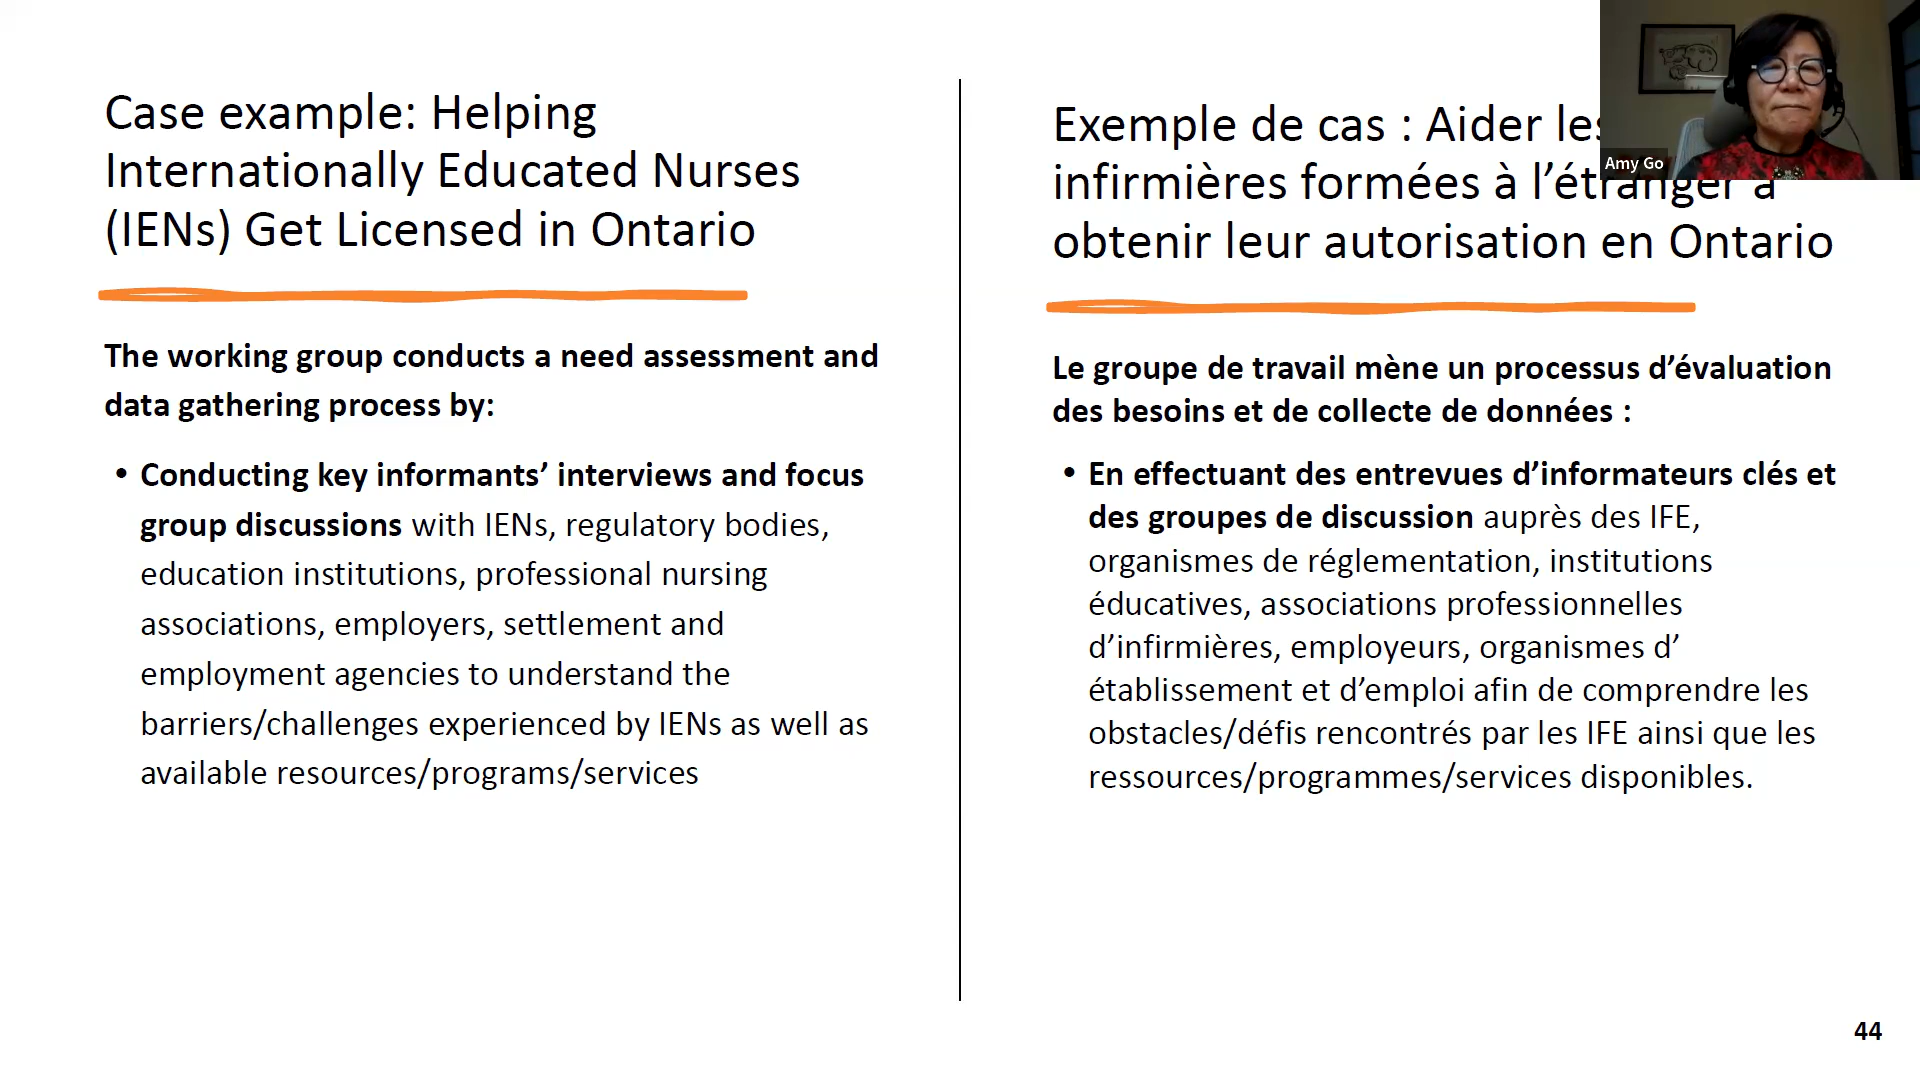 Case example: Helping
Internationally Educated Nurses
(IENs) Get Licensed in Ontario
The working group conducts a need assessment and
data gathering process by:
• Conducting key informants’ interviews and focus
group discussions with IENs, regulatory bodies,
education institutions, professional nursing
associations, employers, settlement and
employment agencies to understand the
barriers/challenges experienced by IENs as well as
available resources/programs/services
Exemple de cas : Aider les
infirmières formées à l’étranger à
obtenir leur autorisation en Ontario
Le groupe de travail mène un processus d’évaluation
des besoins et de collecte de données :
• En effectuant des entrevues d’informateurs clés et
des groupes de discussion auprès des IFE,
organismes de réglementation, institutions
éducatives, associations professionnelles
d’infirmières, employeurs, organismes d’
établissement et d’emploi afin de comprendre les
obstacles/défis rencontrés par les IFE ainsi que les
ressources/programmes/services disponibles.
Amy Go
44